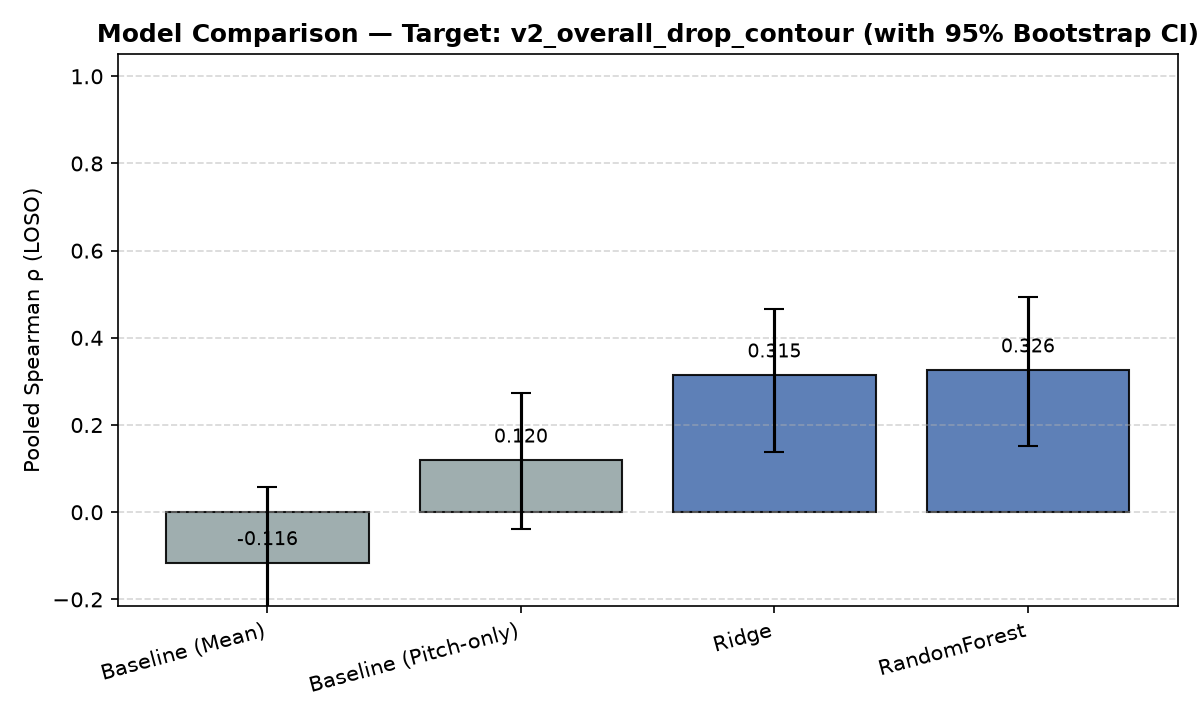 Model Comparison — Target: v2_overall_drop_contour (with 95% Bootstrap CI)
Pooled Spearman ρ (LOSO)
1.0
0.8
0.6
0.4
0.2
0.0
−0.2
-0.116
0.120
0.315
0.326
Baseline (Mean)
Baseline (Pitch-only)
Ridge
RandomForest